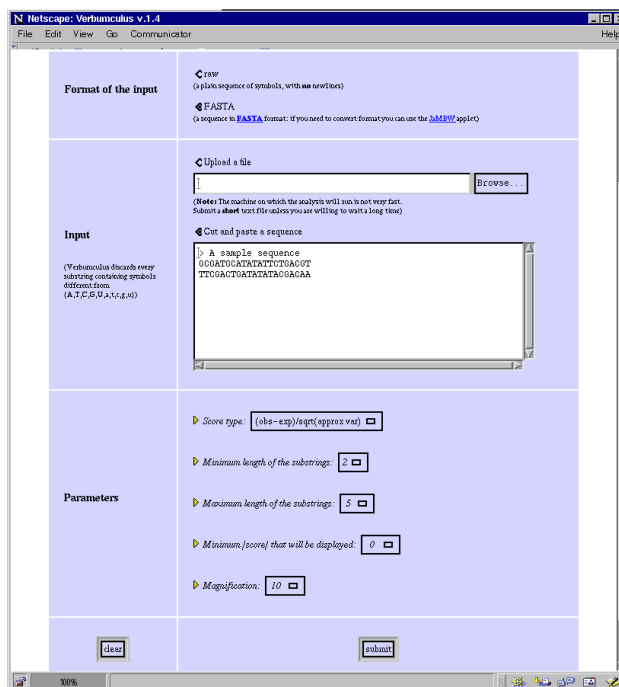 Netscape: Verbumculus v.1.4
File Edit View Go Communicator Help
Format of the input
raw
(a plain sequence of symbols, with no newlines)
FASTA
(a sequence in FASTA format: if you need to convert format you can use the JaMBW applet)
Upload a file
Browse...
(Note: The machine on which the analysis will run is not very fast.
Submit a short text file unless you are willing to wait a long time)
Input
(Verbumculus discards every
substring containing symbols
different from
(A,T,C,G,U,a,t,c,g,u))
Cut and paste a sequence
> A sample sequence
GCGATGCATATATTCTGACGT
TTCGACTGATATATACGACAA
Parameters
Score type: (obs-exp)/sqrt(approx var)
Minimum length of the substrings: 2
Maximum length of the substrings: 5
Minimum |score| that will be displayed: 0
Magnification: 10
clear submit
100%